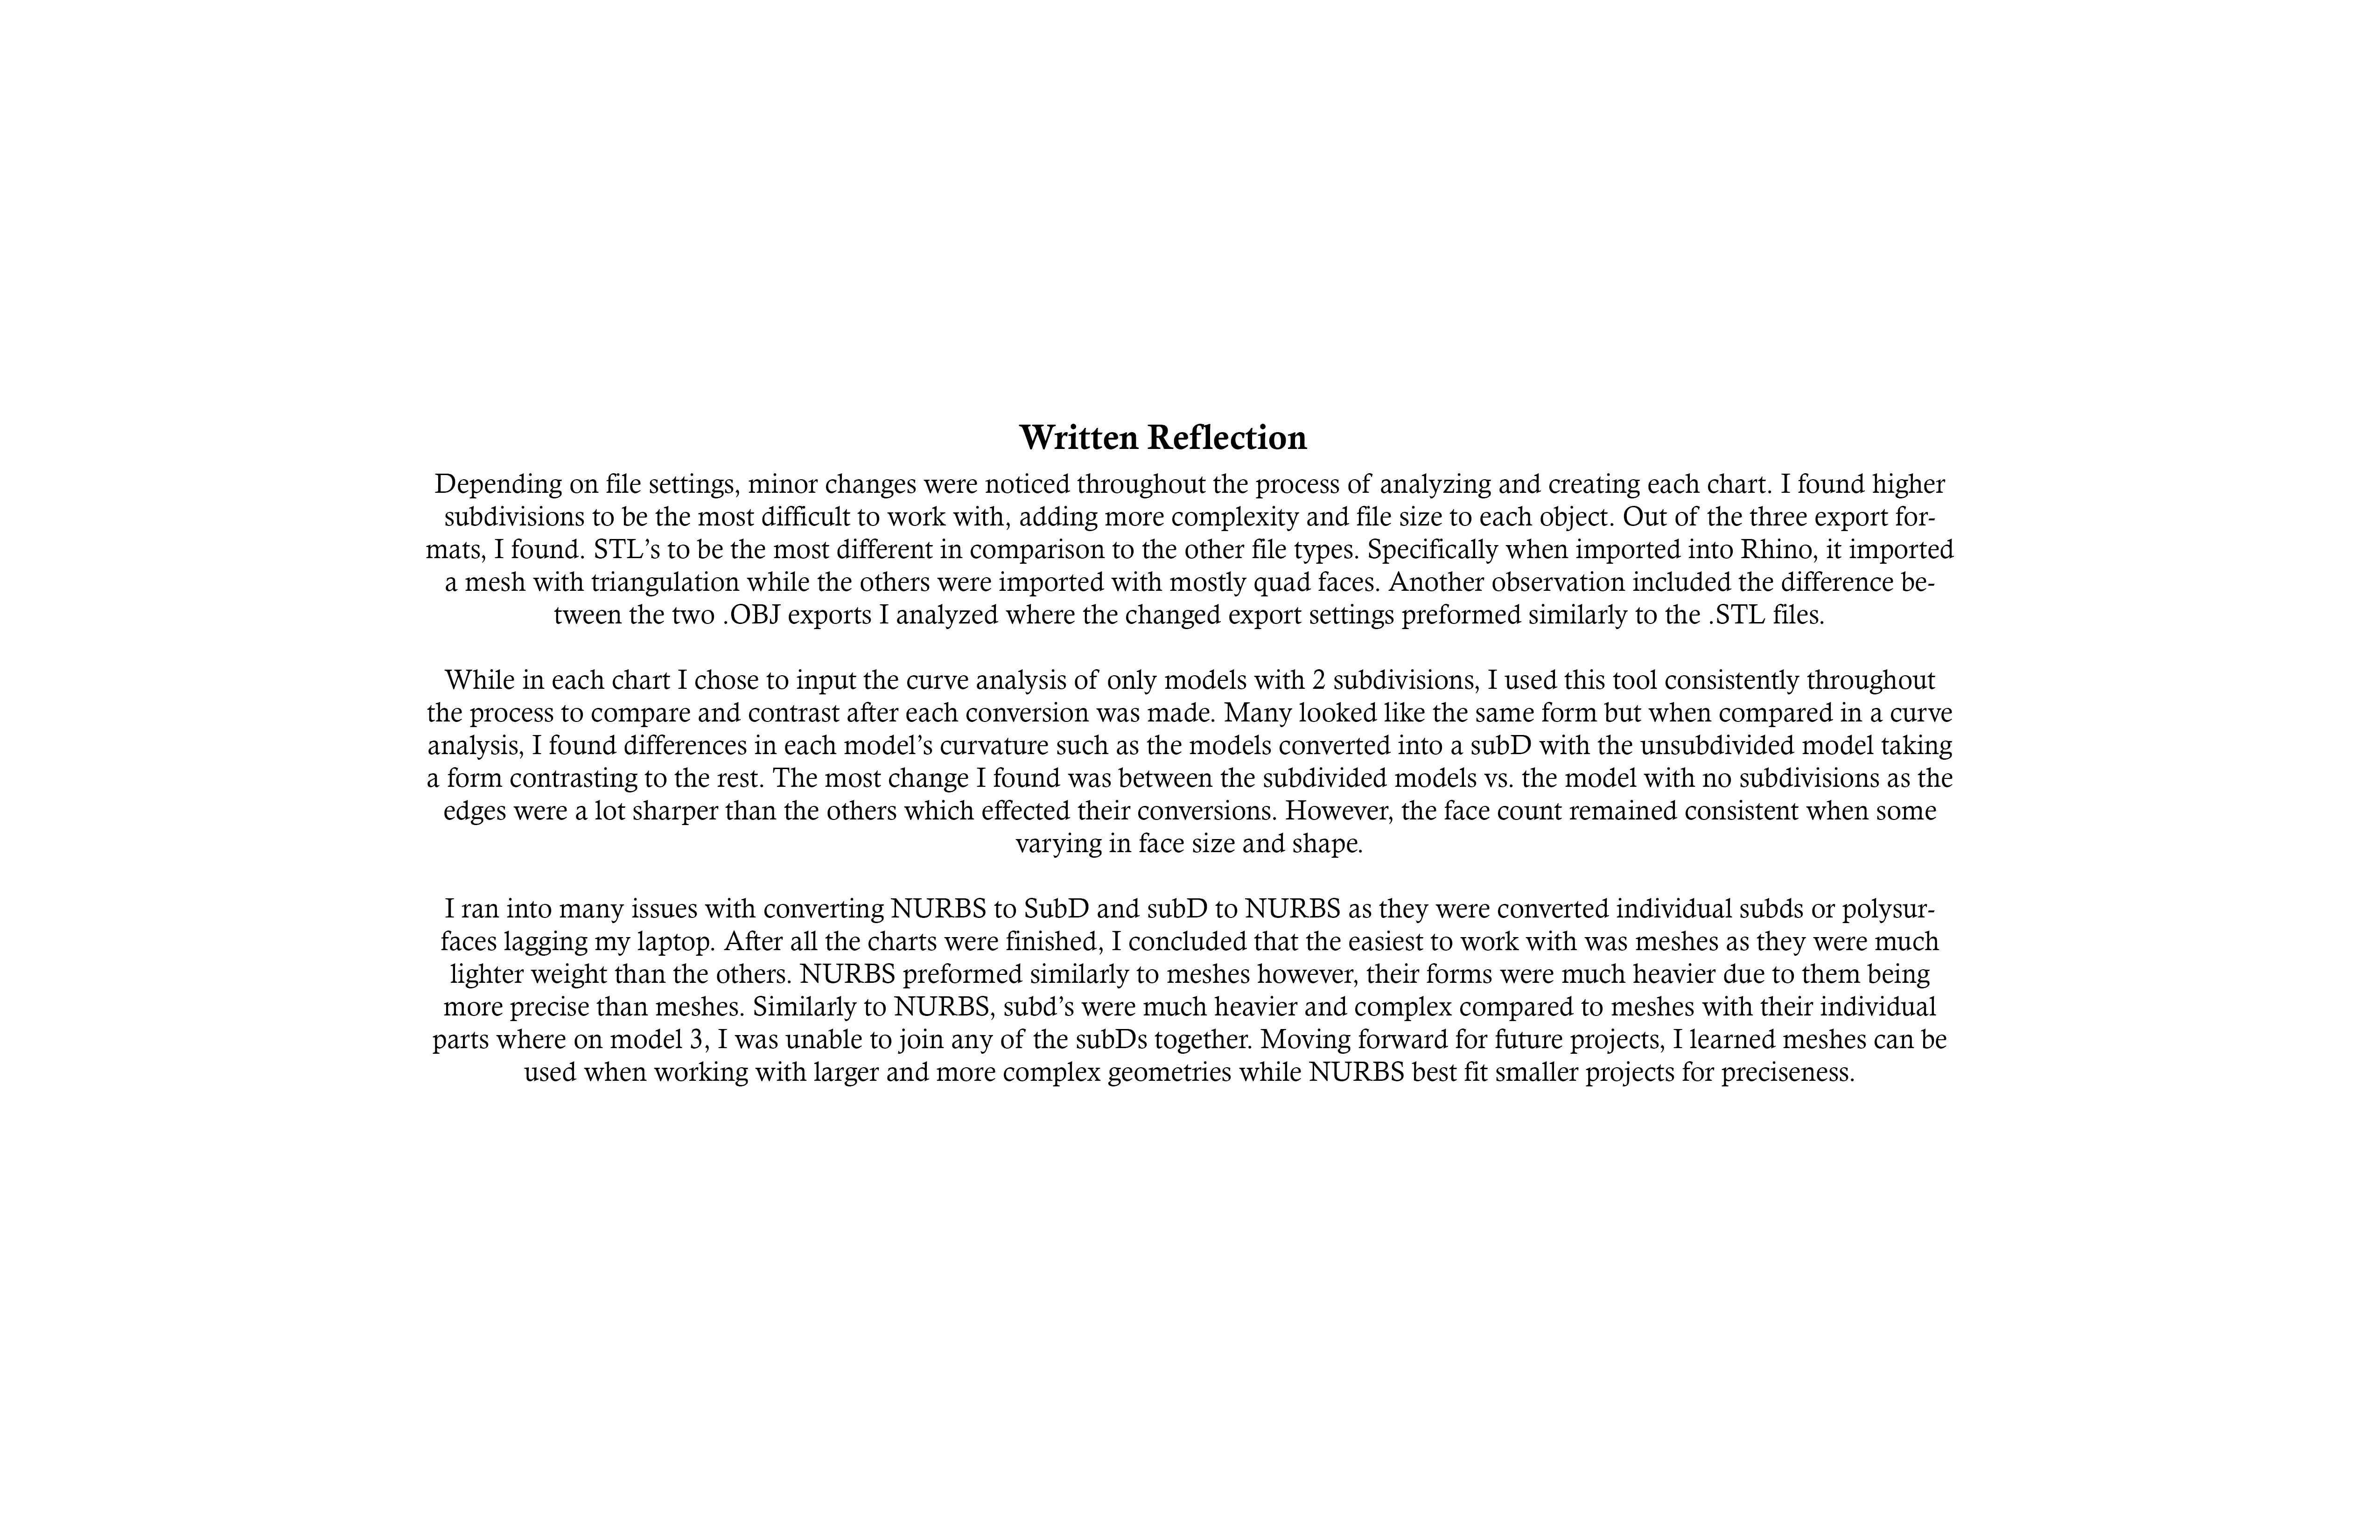 Written Reflection
Depending on file settings, minor changes were noticed throughout the process of analyzing and creating each chart. I found higher
subdivisions to be the most difficult to work with, adding more complexity and file size to each object. Out of the three export for-
mats, I found. STL’s to be the most different in comparison to the other file types. Specifically when imported into Rhino, it imported
a mesh with triangulation while the others were imported with mostly quad faces. Another observation included the difference be-
tween the two .OBJ exports I analyzed where the changed export settings preformed similarly to the .STL files.
While in each chart I chose to input the curve analysis of only models with 2 subdivisions, I used this tool consistently throughout
the process to compare and contrast after each conversion was made. Many looked like the same form but when compared in a curve
analysis, I found differences in each model’s curvature such as the models converted into a subD with the unsubdivided model taking
a form contrasting to the rest. The most change I found was between the subdivided models vs. the model with no subdivisions as the
edges were a lot sharper than the others which effected their conversions. However, the face count remained consistent when some
varying in face size and shape.
I ran into many issues with converting NURBS to SubD and subD to NURBS as they were converted individual subds or polysur-
faces lagging my laptop. After all the charts were finished, I concluded that the easiest to work with was meshes as they were much
lighter weight than the others. NURBS preformed similarly to meshes however, their forms were much heavier due to them being
more precise than meshes. Similarly to NURBS, subd’s were much heavier and complex compared to meshes with their individual
parts where on model 3, I was unable to join any of the subDs together. Moving forward for future projects, I learned meshes can be
used when working with larger and more complex geometries while NURBS best fit smaller projects for preciseness.